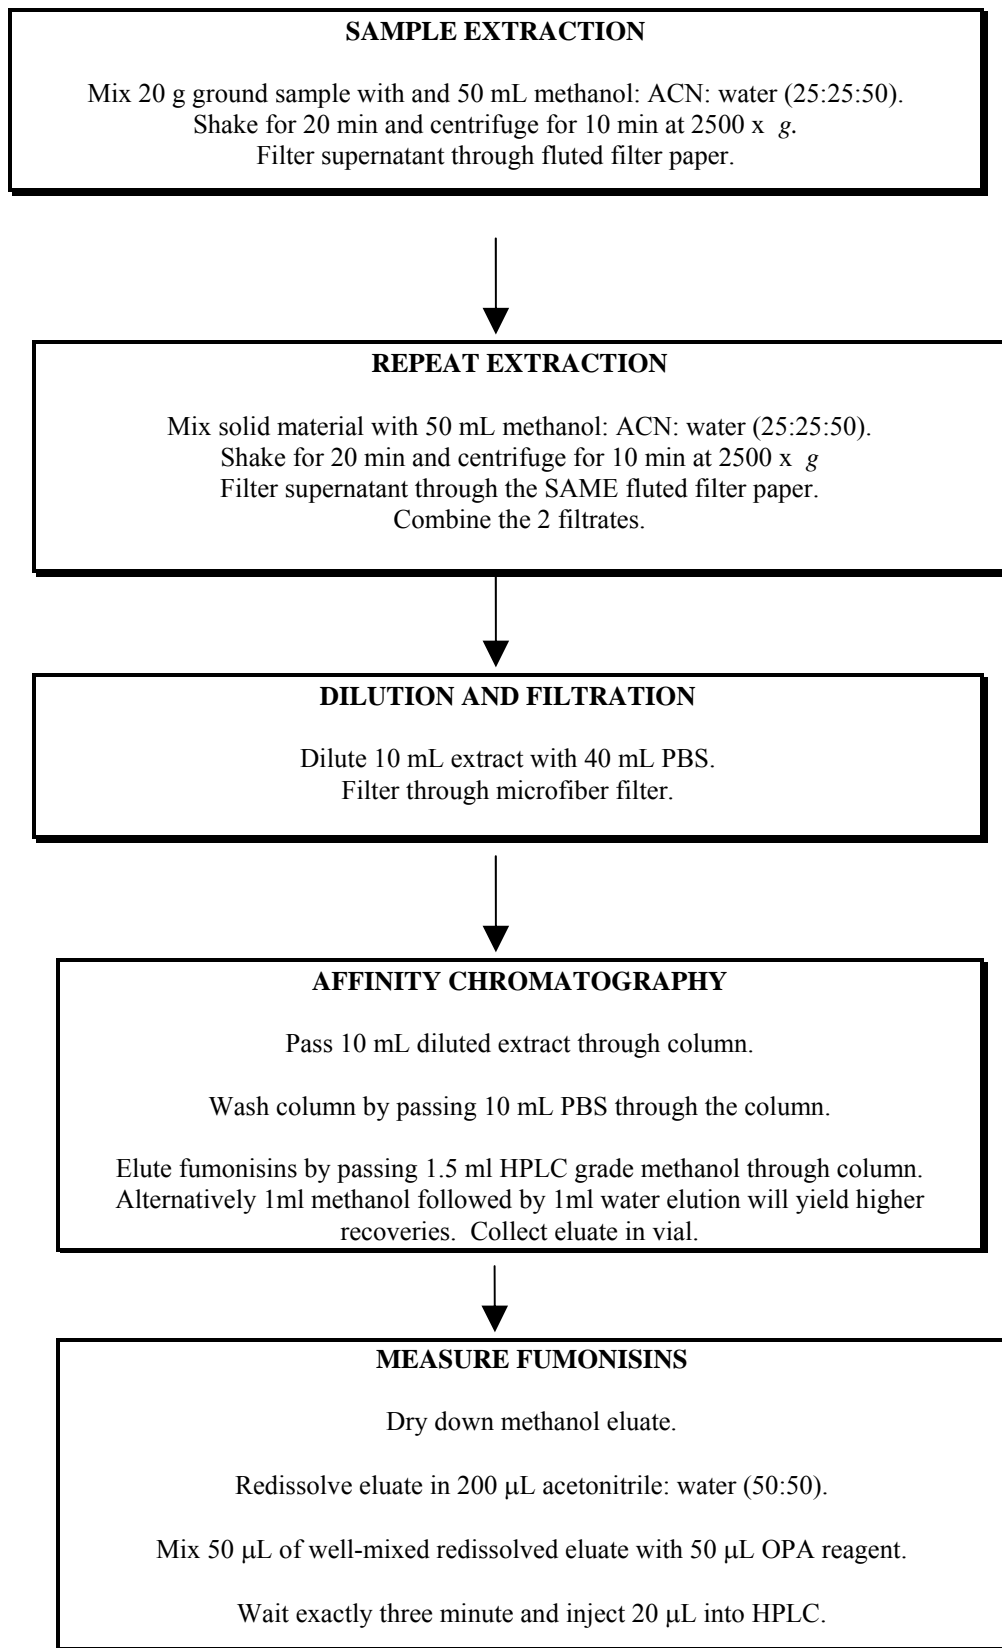 SAMPLE EXTRACTION
Mix 20 g ground sample with and 50 mL methanol: ACN: water (25:25:50).
Shake for 20 min and centrifuge for 10 min at 2500 x g.
Filter supernatant through fluted filter paper.
REPEAT EXTRACTION
Mix solid material with 50 mL methanol: ACN: water (25:25:50).
Shake for 20 min and centrifuge for 10 min at 2500 x g
Filter supernatant through the SAME fluted filter paper.
Combine the 2 filtrates.
DILUTION AND FILTRATION
Dilute 10 mL extract with 40 mL PBS.
Filter through microfiber filter.
AFFINITY CHROMATOGRAPHY
Pass 10 mL diluted extract through column.
Wash column by passing 10 mL PBS through the column.
Elute fumonisins by passing 1.5 ml HPLC grade methanol through column.
Alternatively 1ml methanol followed by 1ml water elution will yield higher
recoveries. Collect eluate in vial.
MEASURE FUMONISINS
Dry down methanol eluate.
Redissolve eluate in 200 μL acetonitrile: water (50:50).
Mix 50 μL of well-mixed redissolved eluate with 50 μL OPA reagent.
Wait exactly three minute and inject 20 μL into HPLC.